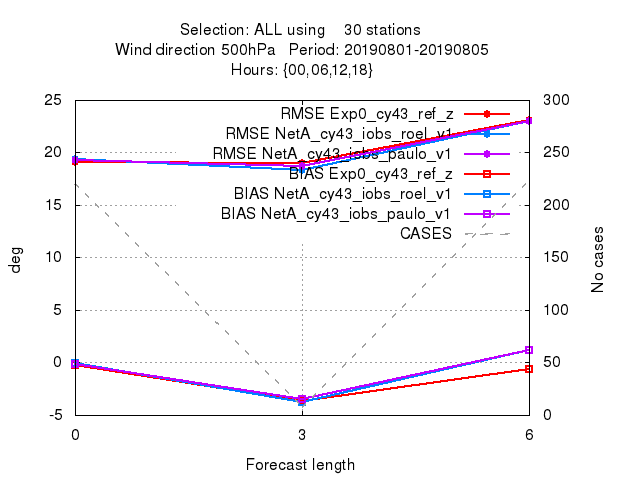 Selection: ALL using 30 stations
Wind direction 500hPa Period: 20190801-20190805
Hours: {00,06,12,18}
RMSE Exp0_cy43_ref_z
RMSE NetA_cy43_iobs_roel_v1
RMSE NetA_cy43_iobs_paulo_v1
BIAS Exp0_cy43_ref_z
BIAS NetA_cy43_iobs_roel_v1
BIAS NetA_cy43_iobs_paulo_v1
CASES
25
20
15
10
5
0
-5
deg
300
250
200
150
100
50
0
No cases
0 3 6
Forecast length